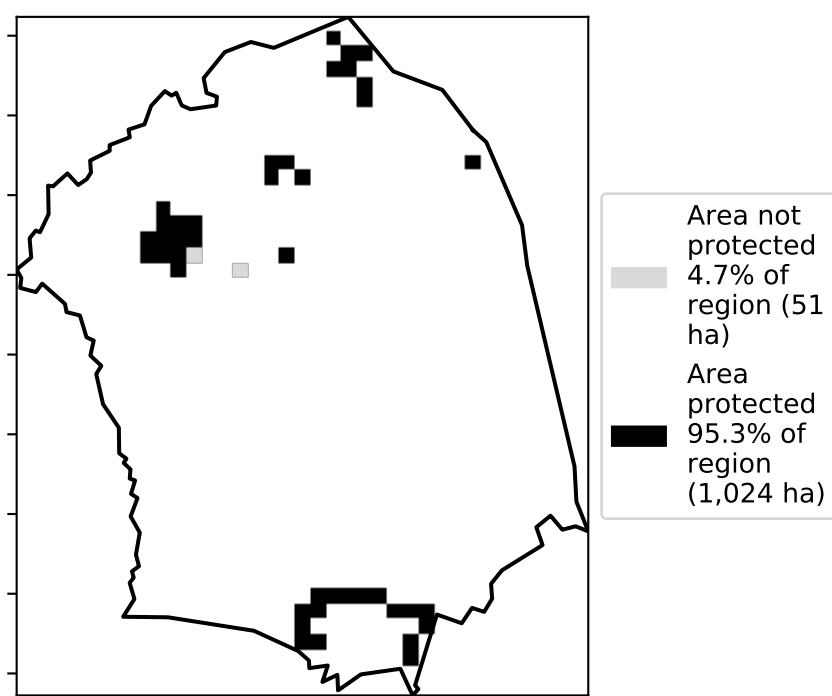 Area not
protected
4.7% of
region (51
ha)
Area
protected
95.3% of
region
(1,024 ha)